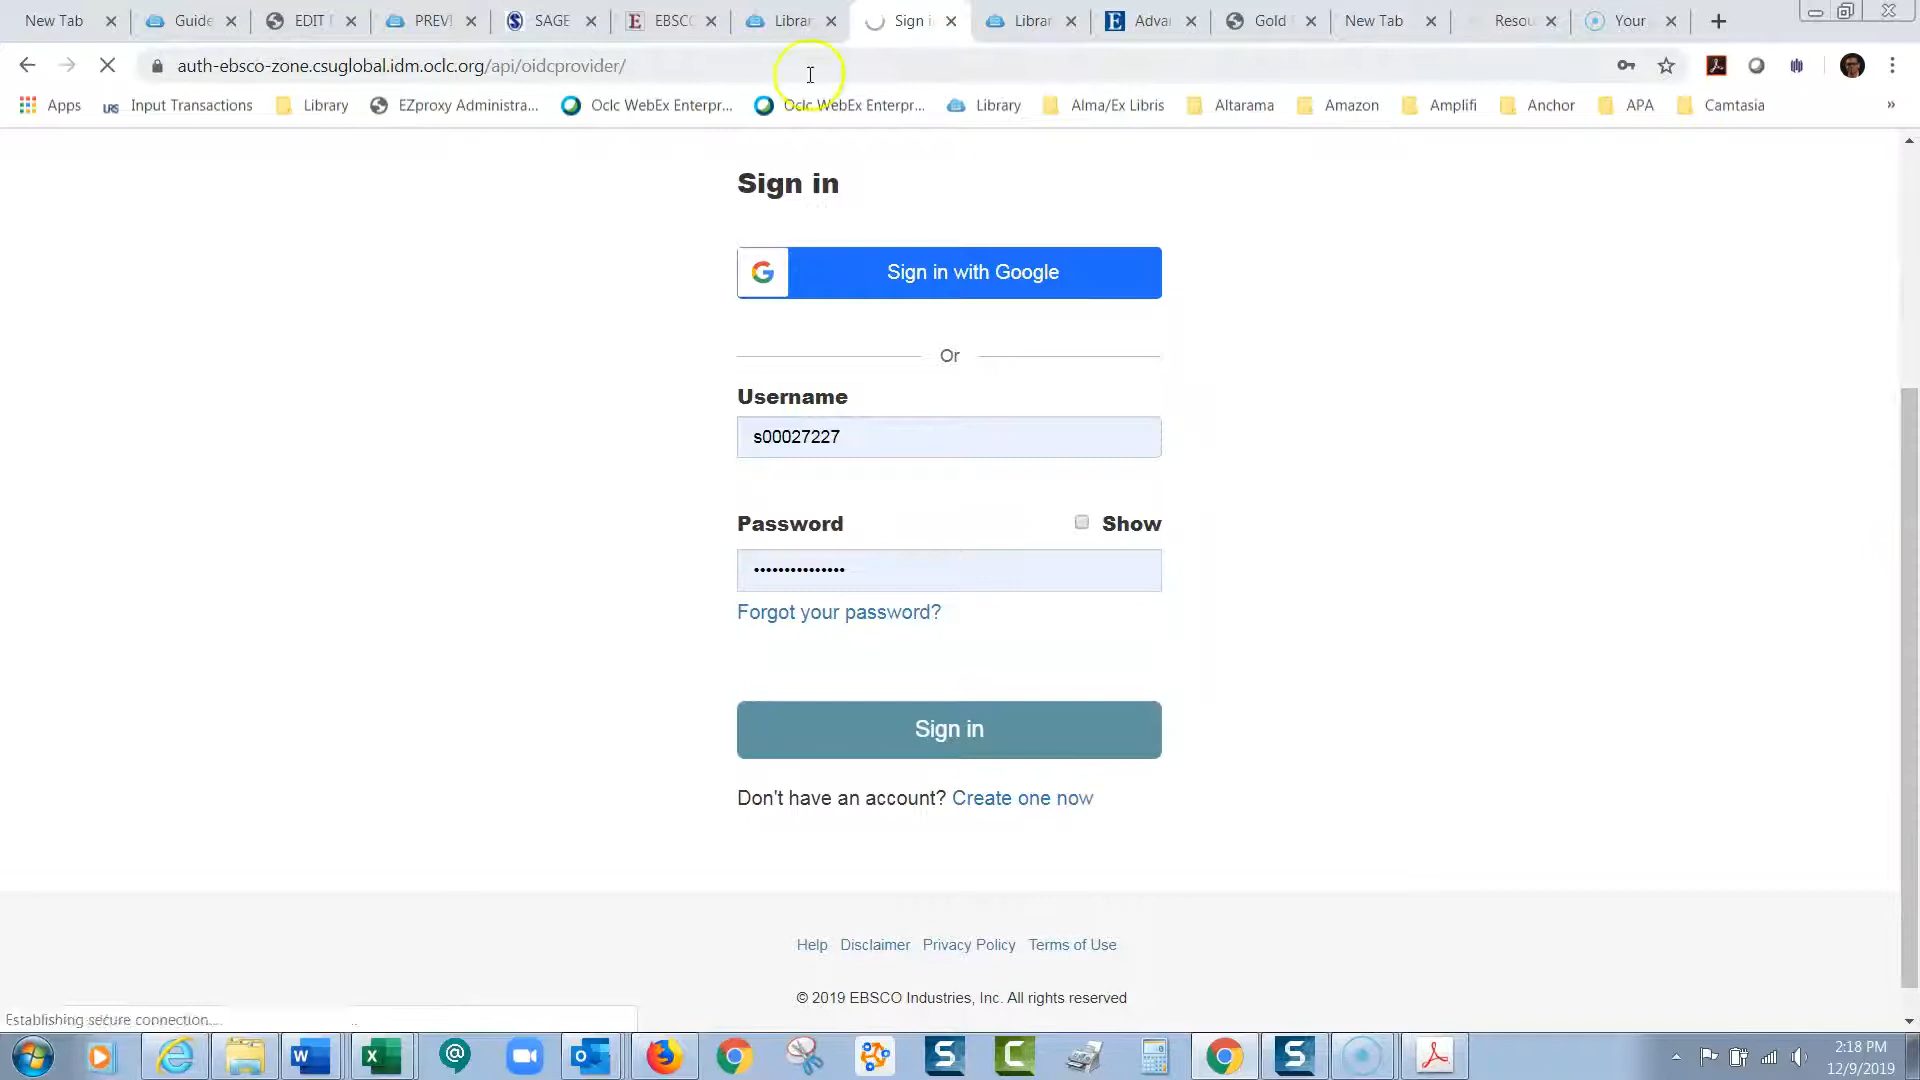 New Tab Guide EDIT PREV SAGE EBSC Librar Sign i Librar Advar Gold New Tab Resou Your
auth-ebsco-zone.csuglobal.idm.oclc.org/api/oidcprovider/
Apps LIRS Input Transactions Library EZproxy Administra... Oclc WebEx Enterpr... Oclc WebEx Enterpr... Library Alma/Ex Libris Altarama Amazon Amplifi Anchor APA Camtasia »
Sign in
Sign in with Google
Or
Username
s00027227
Password Show
•••••••••••••••
Forgot your password?
Sign in
Don't have an account? Create one now
Help Disclaimer Privacy Policy Terms of Use
© 2019 EBSCO Industries, Inc. All rights reserved
Establishing secure connection...
2:18 PM
12/9/2019